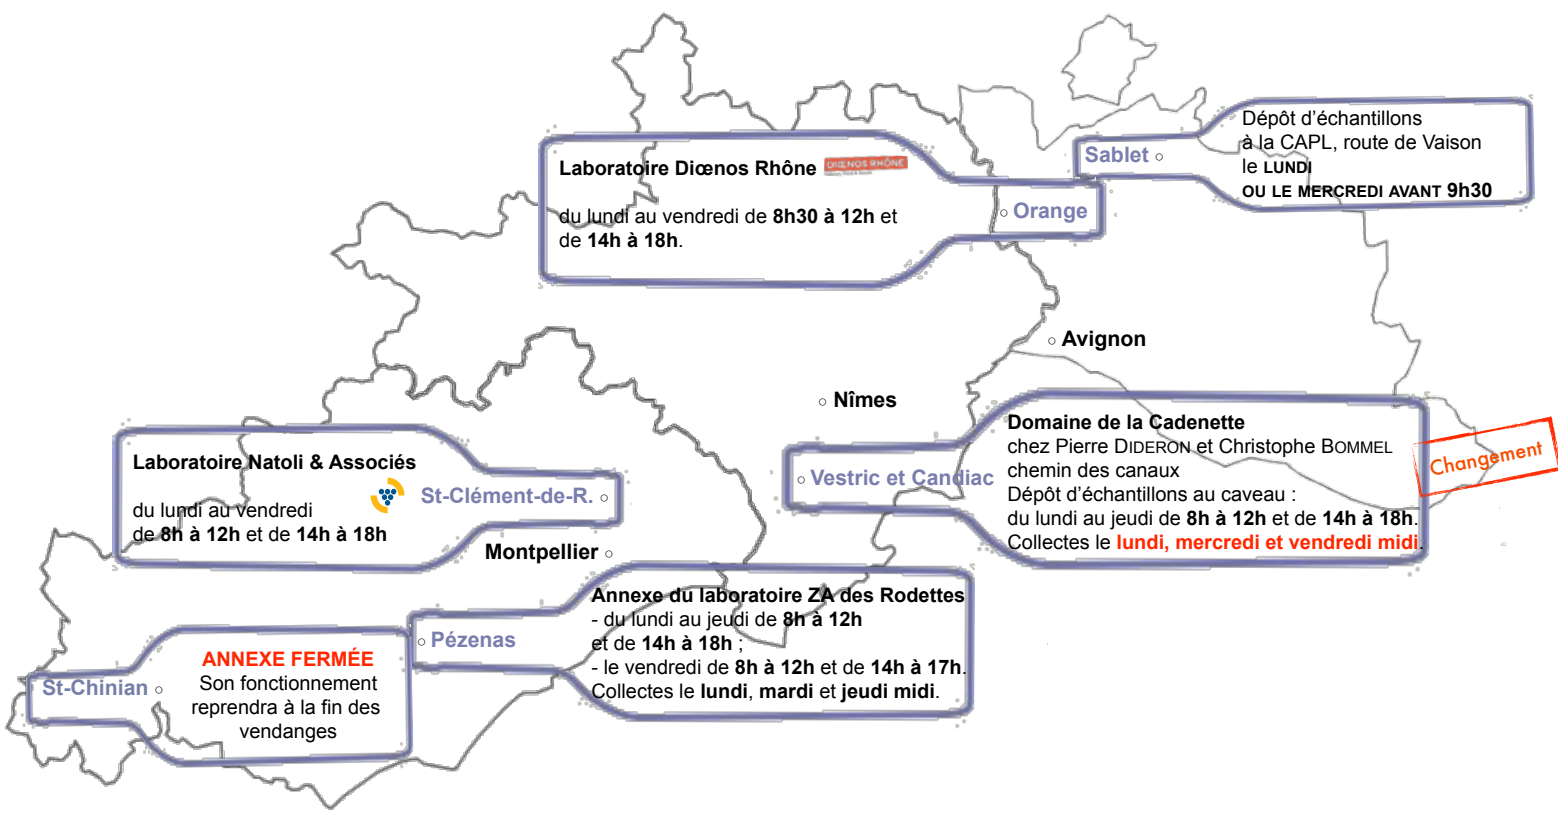 Dépôt d'échantillons
à la CAPL, route de Vaison
le LUNDI
OU LE MERCREDI AVANT 9h30
Sablet
Laboratoire Diœnos Rhône DIŒNOS RHÔNE
du lundi au vendredi de 8h30 à 12h et
de 14h à 18h.
Orange
Avignon
Nîmes
Domaine de la Cadenette
chez Pierre DIDERON et Christophe BOMMEL
chemin des canaux
Dépôt d'échantillons au caveau :
du lundi au jeudi de 8h à 12h et de 14h à 18h.
Collectes le lundi, mercredi et vendredi midi.
Vestric et Candiac
Changement
Laboratoire Natoli & Associés
du lundi au vendredi
de 8h à 12h et de 14h à 18h
St-Clément-de-R.
Montpellier
Annexe du laboratoire ZA des Rodettes
- du lundi au jeudi de 8h à 12h
et de 14h à 18h ;
- le vendredi de 8h à 12h et de 14h à 17h.
Collectes le lundi, mardi et jeudi midi.
Pézenas
ANNEXE FERMÉE
Son fonctionnement
reprendra à la fin des
vendanges
St-Chinian